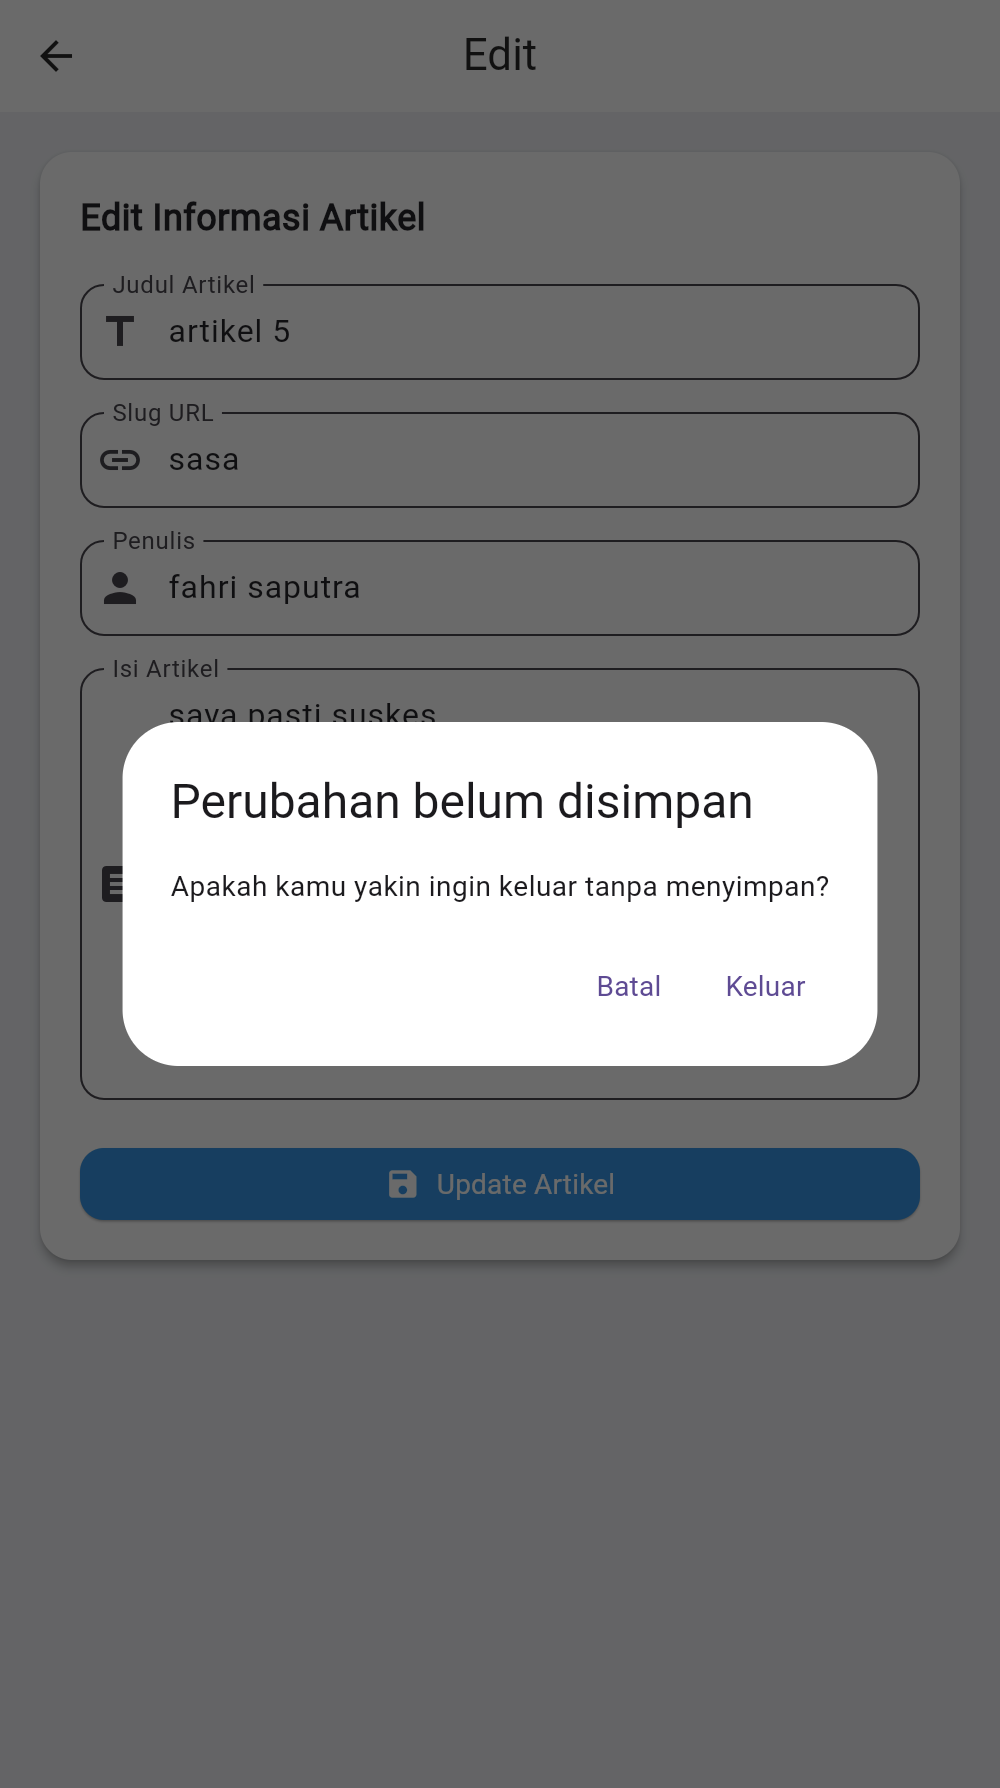 Edit
Edit Informasi Artikel
Judul Artikel
artikel 5
Slug URL
sasa
Penulis
fahri saputra
Isi Artikel
saya pasti suskes
Perubahan belum disimpan
Apakah kamu yakin ingin keluar tanpa menyimpan?
Batal
Keluar
Update Artikel